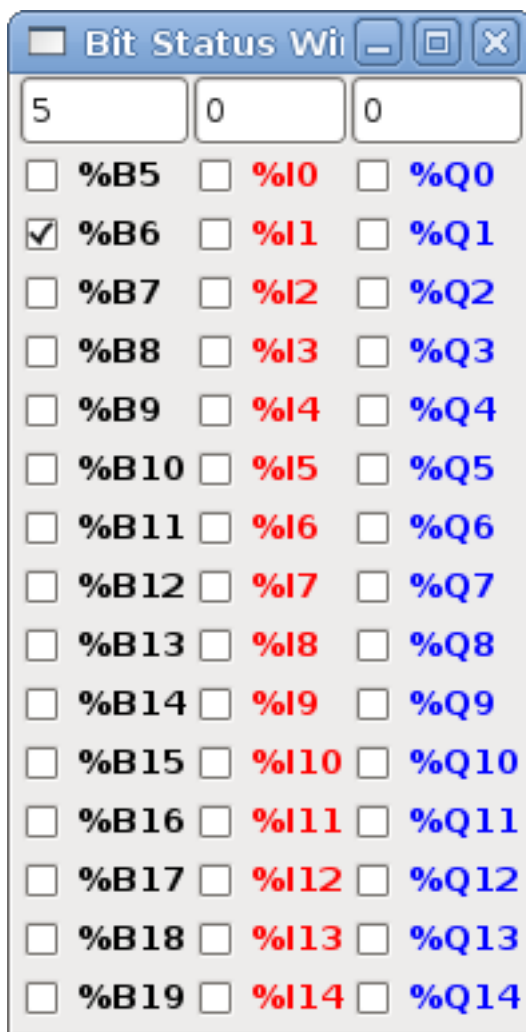 Bit Status Wi
5 0 0
%B5 %I0 %Q0
%B6 %I1 %Q1
%B7 %I2 %Q2
%B8 %I3 %Q3
%B9 %I4 %Q4
%B10 %I5 %Q5
%B11 %I6 %Q6
%B12 %I7 %Q7
%B13 %I8 %Q8
%B14 %I9 %Q9
%B15 %I10 %Q10
%B16 %I11 %Q11
%B17 %I12 %Q12
%B18 %I13 %Q13
%B19 %I14 %Q14